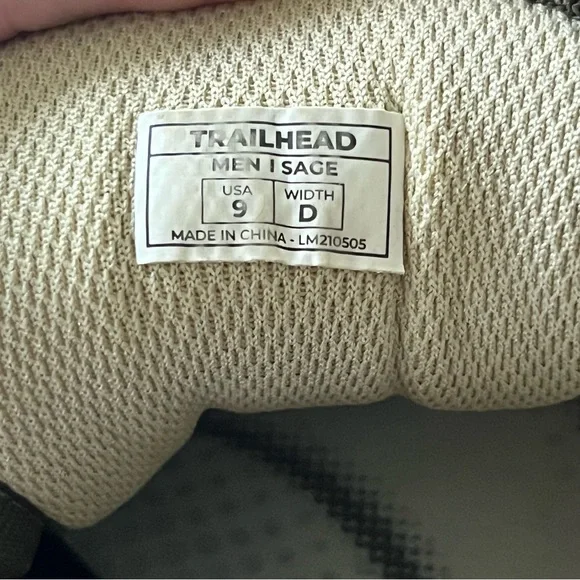 TRAILHEAD
MEN | SAGE
USA WIDTH
9 D
MADE IN CHINA - LM210505